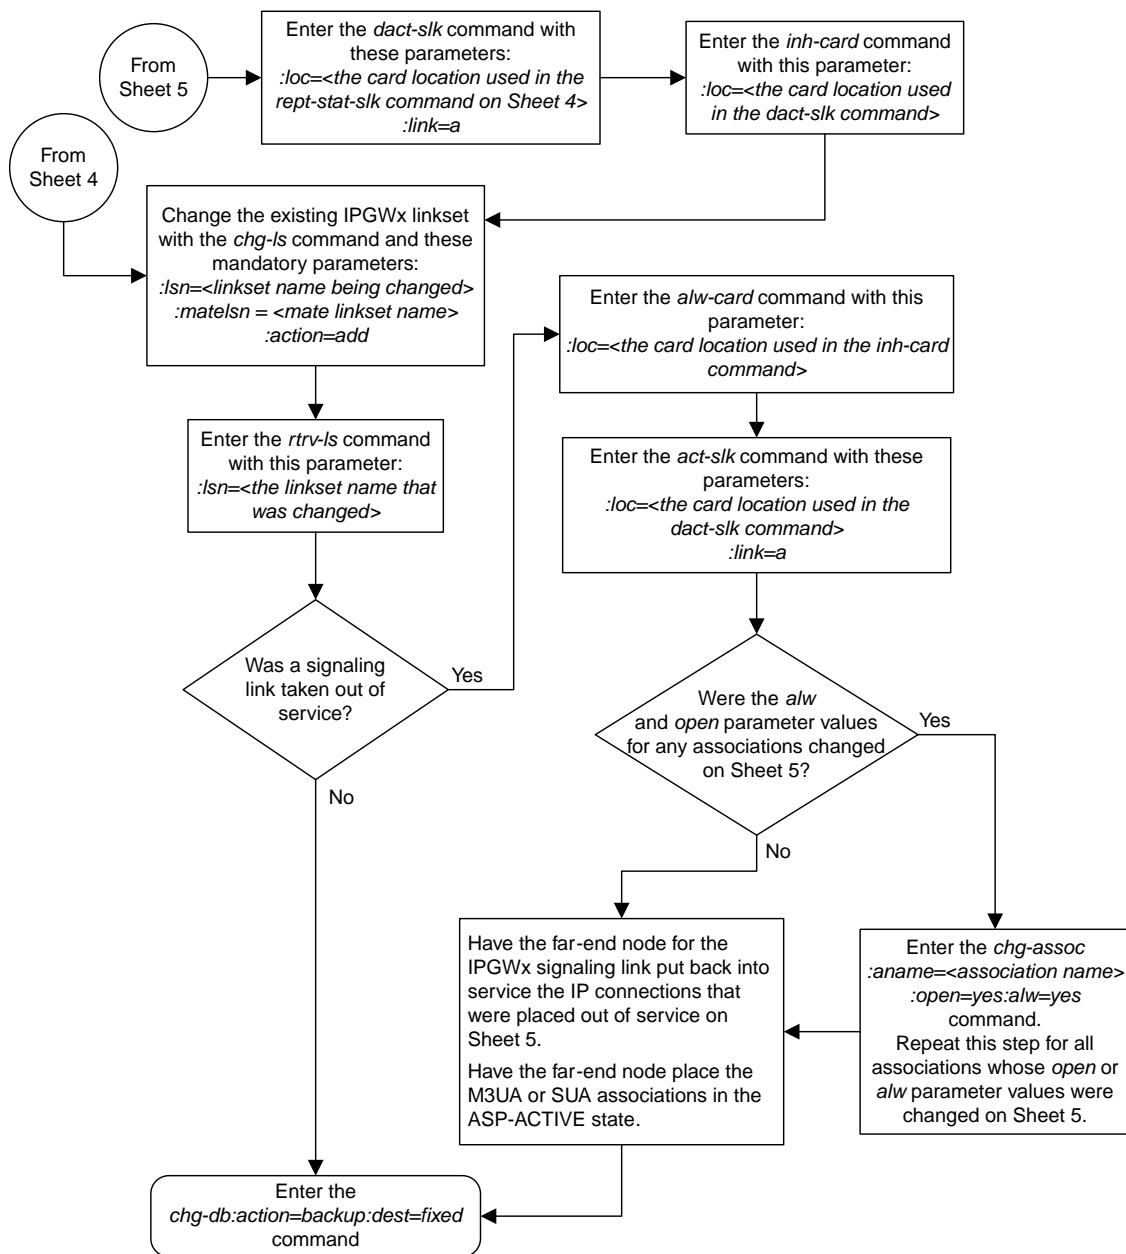 From
Sheet 5
Enter the dact-slk command with
these parameters:
:loc=<the card location used in the
rept-stat-slk command on Sheet 4>
:link=a
Enter the inh-card command
with this parameter:
:loc=<the card location used
in the dact-slk command>
From
Sheet 4
Change the existing IPGWx linkset
with the chg-ls command and these
mandatory parameters:
:lsn=<linkset name being changed>
:matelsn = <mate linkset name>
:action=add
Enter the rtrv-ls command
with this parameter:
:lsn=<the linkset name that
was changed>
Was a signaling
link taken out of
service?
Yes
No
Enter the alw-card command with this
parameter:
:loc=<the card location used in the inh-card
command>
Enter the act-slk command with these
parameters:
:loc=<the card location used in the
dact-slk command>
:link=a
Were the alw
and open parameter values
for any associations changed
on Sheet 5?
Yes
No
Enter the chg-assoc
:aname=<association name>
:open=yes:alw=yes
command.
Repeat this step for all
associations whose open or
alw parameter values were
changed on Sheet 5.
Have the far-end node for the
IPGWx signaling link put back into
service the IP connections that
were placed out of service on
Sheet 5.
Have the far-end node place the
M3UA or SUA associations in the
ASP-ACTIVE state.
Enter the
chg-db:action=backup:dest=fixed
command